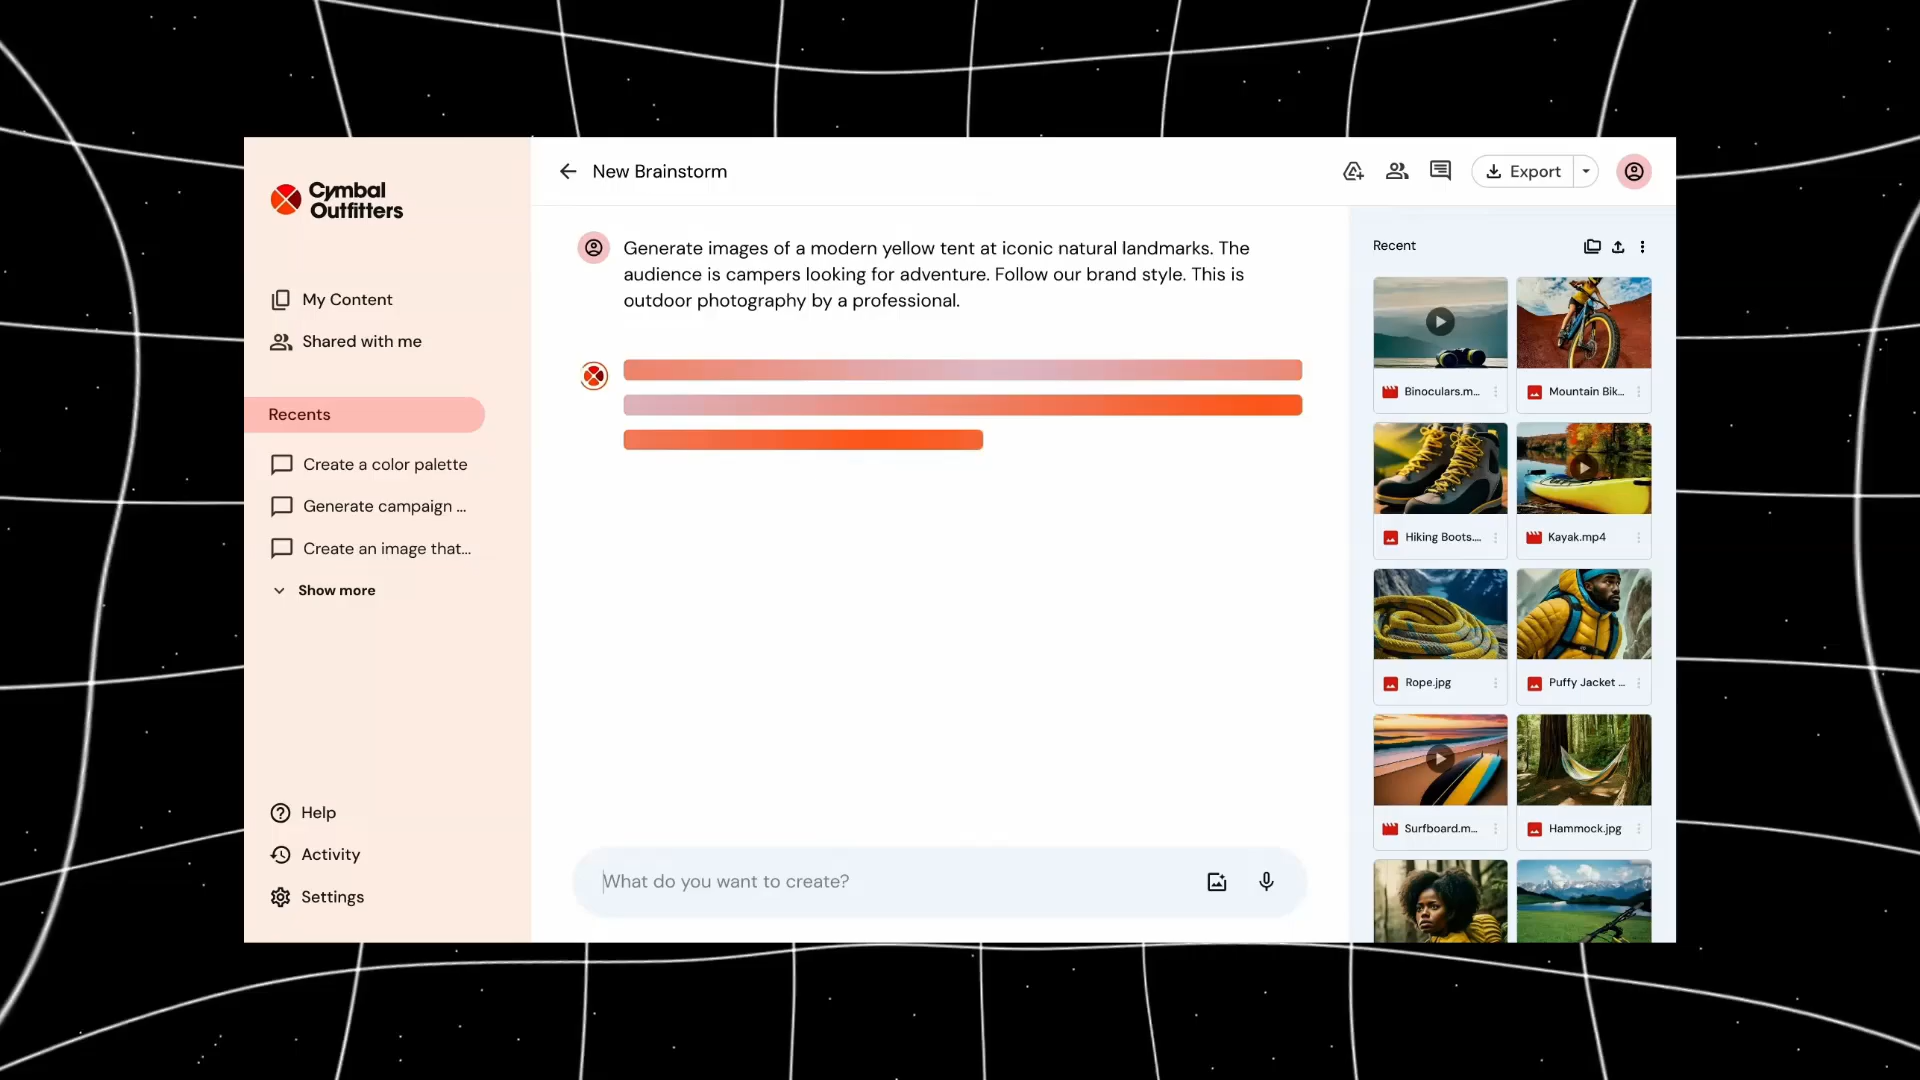 Cymbal
Outfitters
My Content
Shared with me
Recents
Create a color palette
Generate campaign ...
Create an image that...
Show more
Help
Activity
Settings
New Brainstorm
Export
Generate images of a modern yellow tent at iconic natural landmarks. The
audience is campers looking for adventure. Follow our brand style. This is
outdoor photography by a professional.
What do you want to create?
Recent
Binoculars.m...
Mountain Bik...
Hiking Boots....
Kayak.mp4
Rope.jpg
Puffy Jacket ...
Surfboard.m...
Hammock.jpg